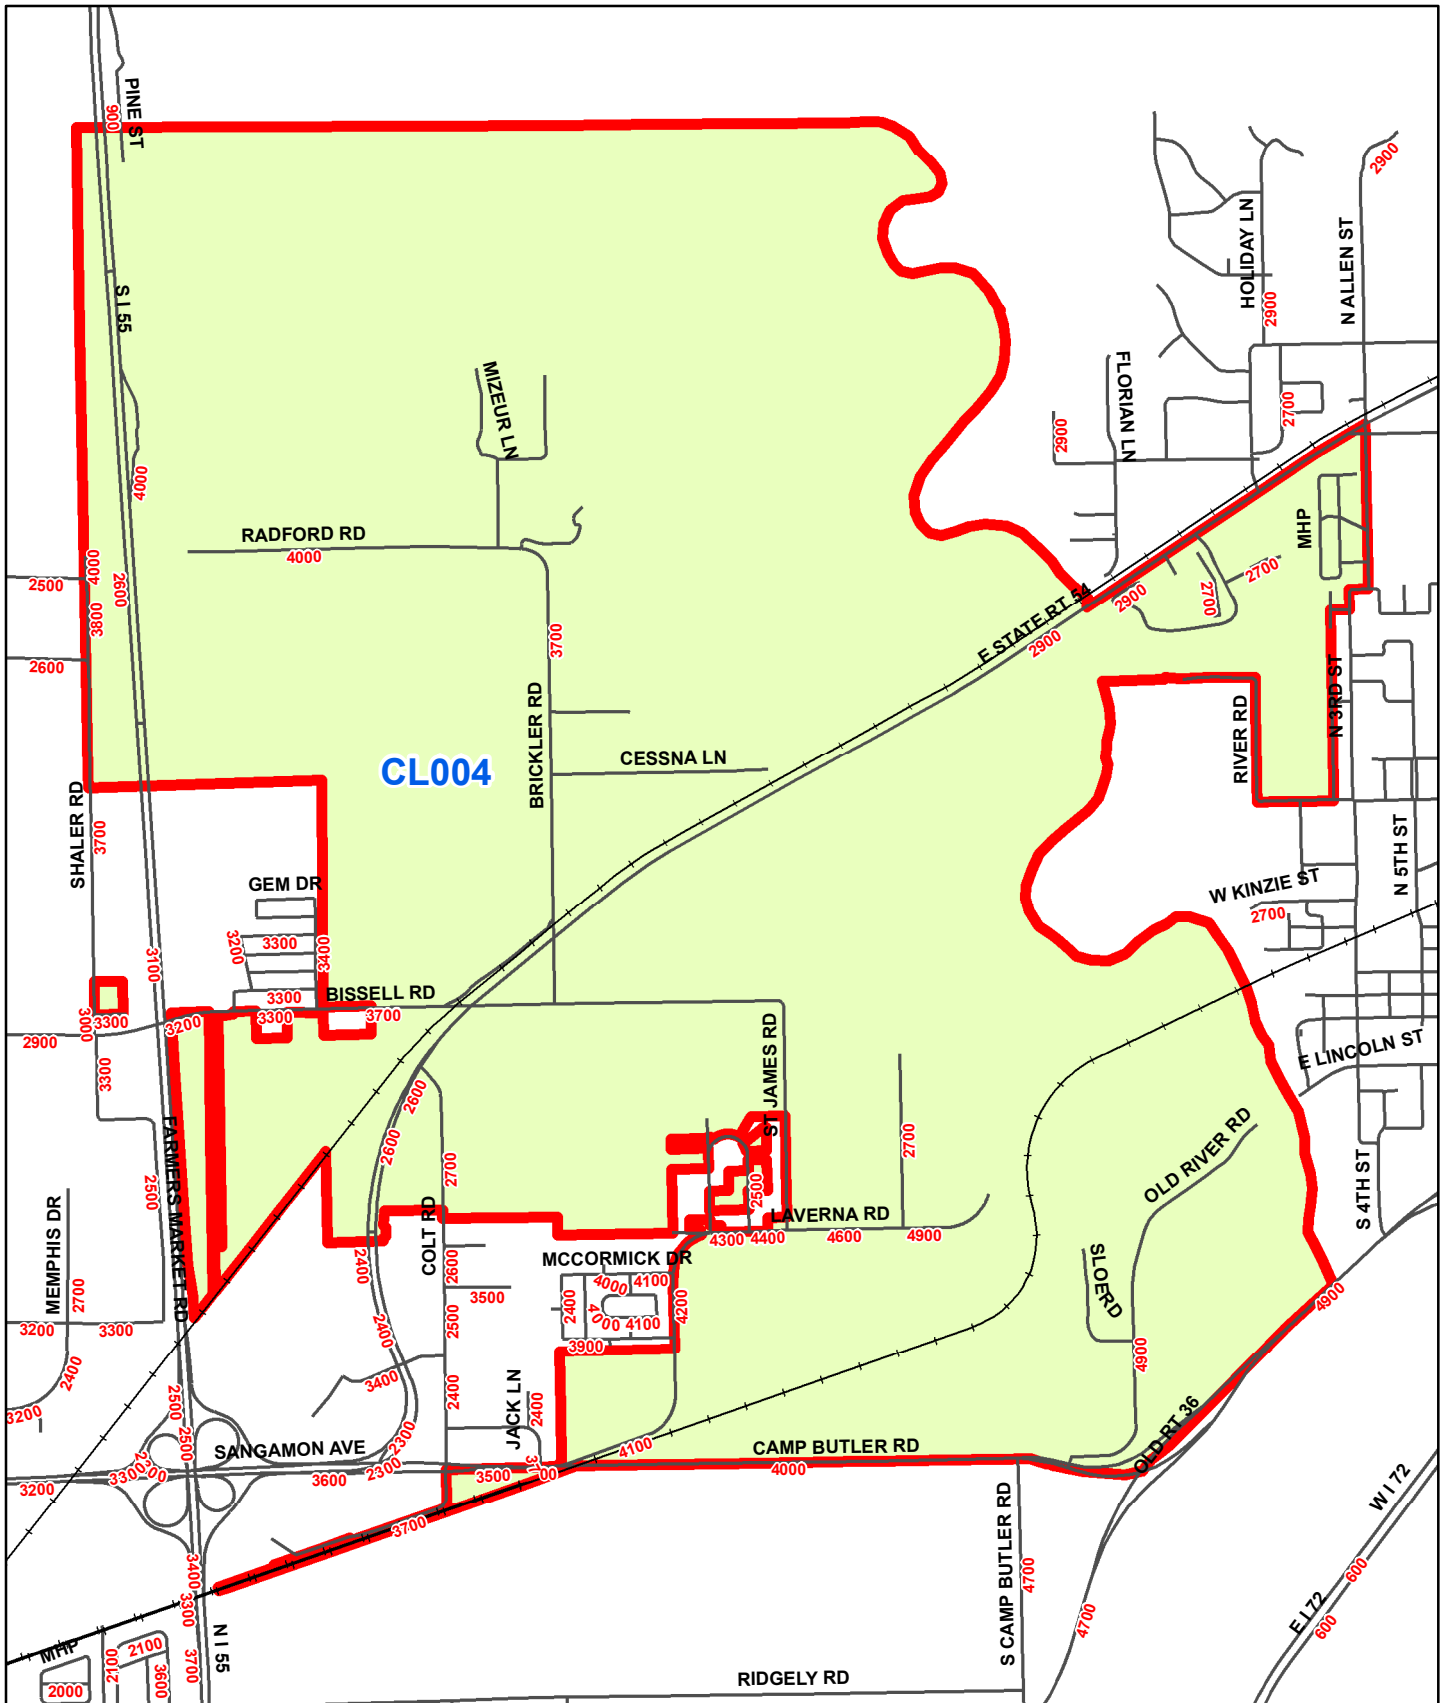 PINE ST
900
2900
HOLIDAY LN
N ALLEN ST
S I 55
2900
MIZEUR LN
FLORIAN LN
2700
2900
4000
MHP
RADFORD RD
4000
4000
2600
2500
3800
2700
2700
2900
E STATE RT 54
2900
3700
2600
N 3RD ST
RIVER RD
BRICKLER RD
CESSNA LN
CL004
SHALER RD
3700
N 5TH ST
GEM DR
W KINZIE ST
2700
3200
3300
3400
3100
3300
BISSELL RD
3000
3300
3200
3300
3700
2900
ST JAMES RD
E LINCOLN ST
3300
2600
2600
2700
2700
OLD RIVER RD
FARMERS MARKET RD
2500
2500
S 4TH ST
MEMPHIS DR
COLT RD
LAVERNA RD
4300
4400
4600
4900
2400
2600
MCCORMICK DR
4000
4100
SLOERD
2700
3500
2400
4000
4100
4200
4900
3200
3300
2400
2500
3900
2400
3400
2500
2400
JACK LN
2400
4900
3200
2500
2300
SANGAMON AVE
4100
CAMP BUTLER RD
OLD RT 36
3300
2300
2300
3600
3500
3700
4000
3200
W I 72
3700
3400
S CAMP BUTLER RD
4700
600
3300
4700
E I 72
600
MHP
2100
2100
3600
3700
N I 55
2000
RIDGELY RD